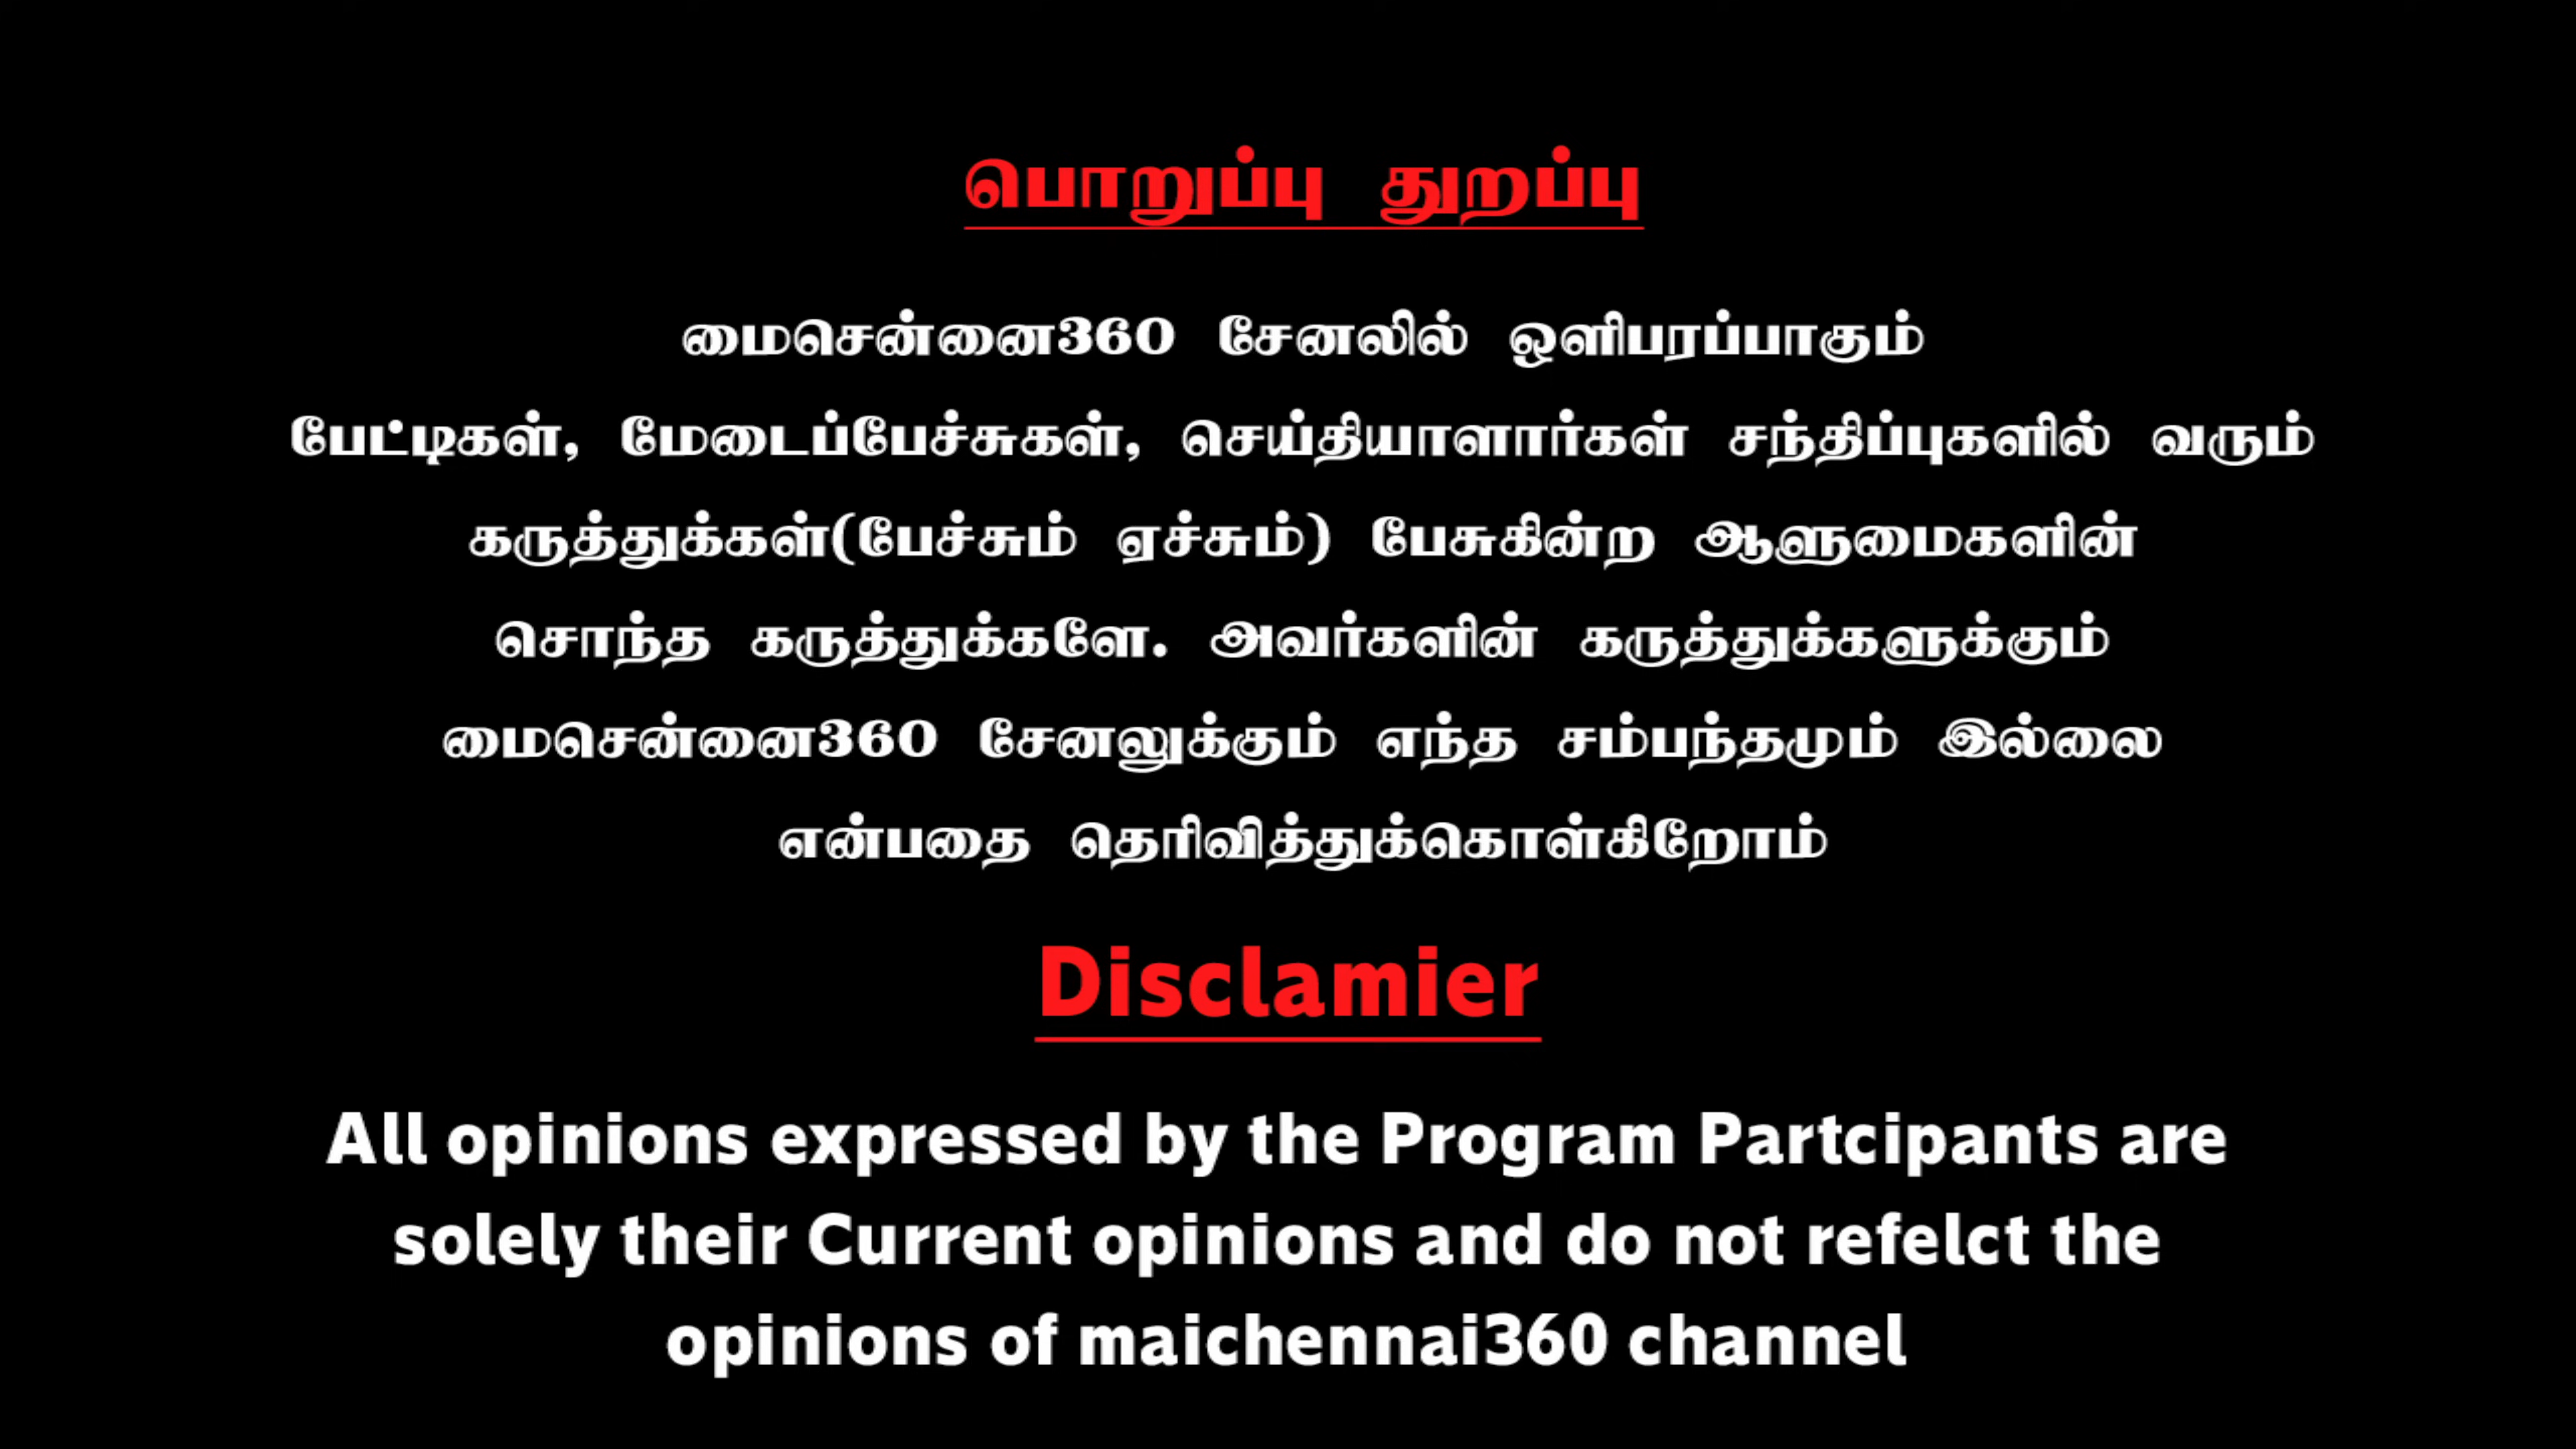 பொறுப்பு துறப்பு
மைசென்னை360 சேனலில் ஒளிபரப்பாகும்
பேட்டிகள், மேடைப்பேச்சுகள், செய்தியாளார்கள் சந்திப்புகளில் வரும்
கருத்துக்கள்(பேச்சும் ஏச்சும்) பேசுகின்ற ஆளுமைகளின்
சொந்த கருத்துக்களே. அவர்களின் கருத்துக்களுக்கும்
மைசென்னை360 சேனலுக்கும் எந்த சம்பந்தமும் இல்லை
என்பதை தெரிவித்துக்கொள்கிறோம்
Disclamier
All opinions expressed by the Program Partcipants are
solely their Current opinions and do not refelct the
opinions of maichennai360 channel